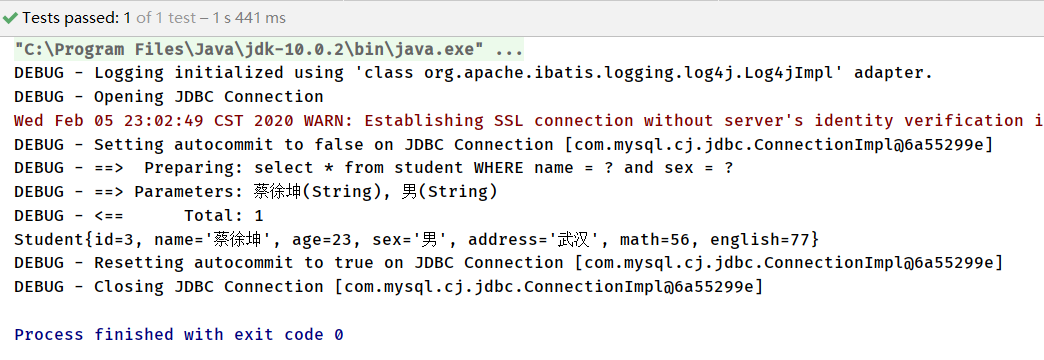 Tests passed: 1 of 1 test – 1 s 441 ms
"C:\Program Files\Java\jdk-10.0.2\bin\java.exe" ...
DEBUG - Logging initialized using 'class org.apache.ibatis.logging.log4j.Log4jImpl' adapter.
DEBUG - Opening JDBC Connection
Wed Feb 05 23:02:49 CST 2020 WARN: Establishing SSL connection without server's identity verification i
DEBUG - Setting autocommit to false on JDBC Connection [com.mysql.cj.jdbc.ConnectionImpl@6a55299e]
DEBUG - ==>  Preparing: select * from student WHERE name = ? and sex = ?
DEBUG - ==> Parameters: 蔡徐坤(String), 男(String)
DEBUG - <==      Total: 1
Student{id=3, name='蔡徐坤', age=23, sex='男', address='武汉', math=56, english=77}
DEBUG - Resetting autocommit to true on JDBC Connection [com.mysql.cj.jdbc.ConnectionImpl@6a55299e]
DEBUG - Closing JDBC Connection [com.mysql.cj.jdbc.ConnectionImpl@6a55299e]
Process finished with exit code 0